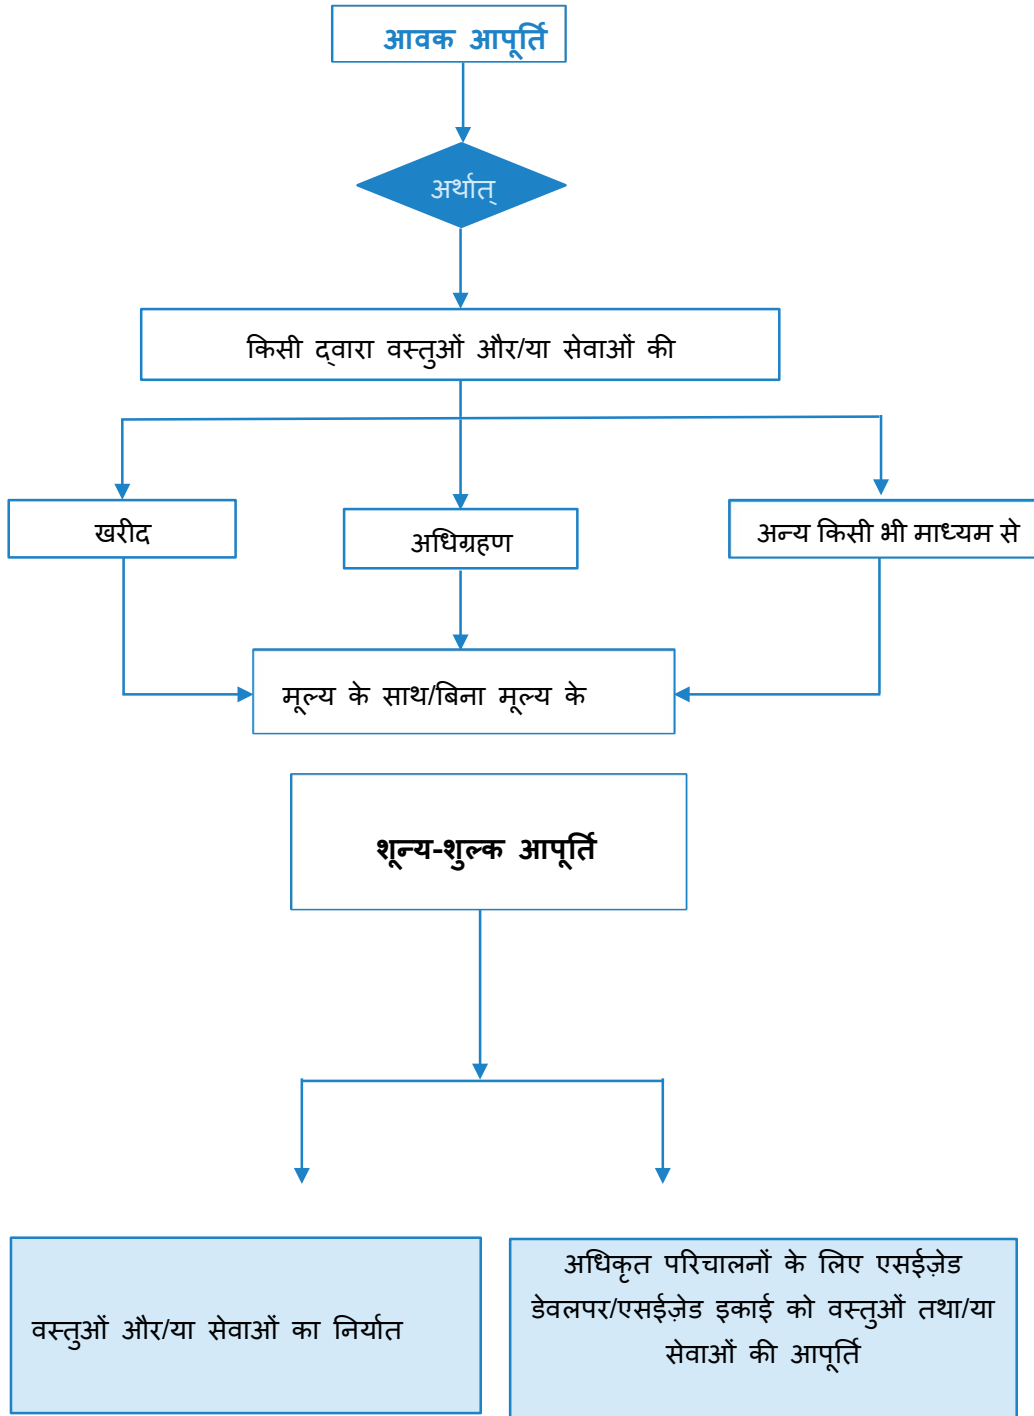 आवक आपूर्ति
अर्थात्
किसी द्वारा वस्तुओं और/या सेवाओं की
खरीद
अधिग्रहण
अन्य किसी भी माध्यम से
मूल्य के साथ/बिना मूल्य के
शून्य-शुल्क आपूर्ति
वस्तुओं और/या सेवाओं का निर्यात
अधिकृत परिचालनों के लिए एसईज़ेड
डेवलपर/एसईज़ेड इकाई को वस्तुओं तथा/या
सेवाओं की आपूर्ति